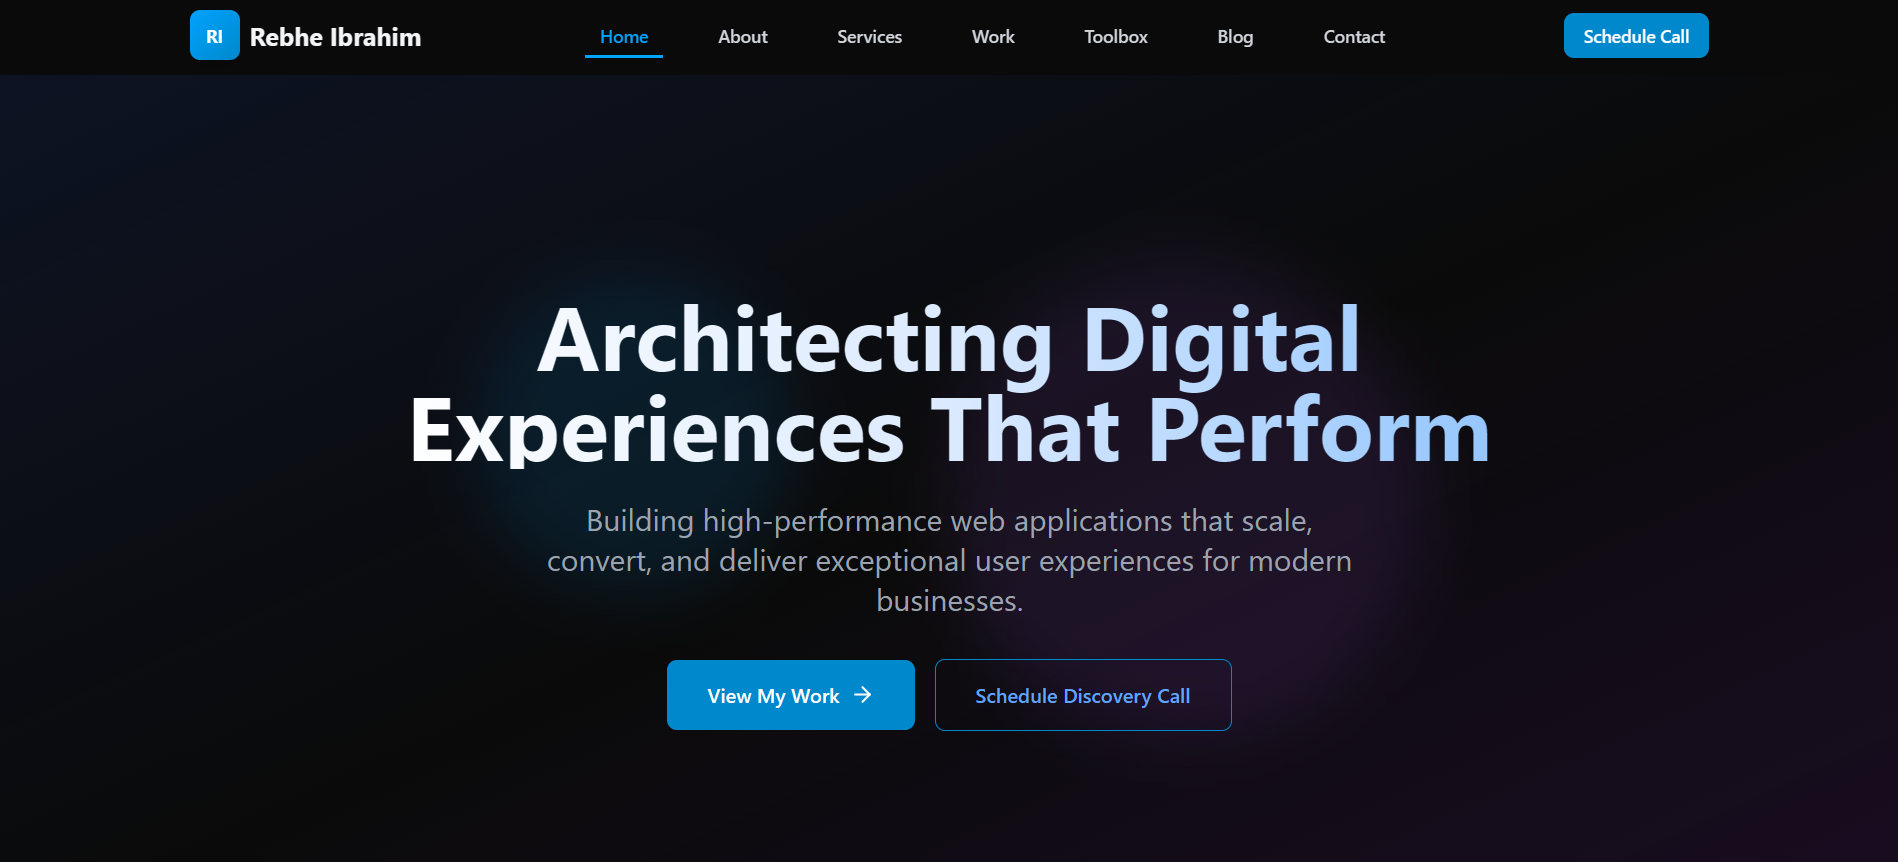 RI
Rebhe Ibrahim
Home
About
Services
Work
Toolbox
Blog
Contact
Schedule Call
Architecting Digital
Experiences That Perform
Building high-performance web applications that scale,
convert, and deliver exceptional user experiences for modern
businesses.
View My Work →
Schedule Discovery Call